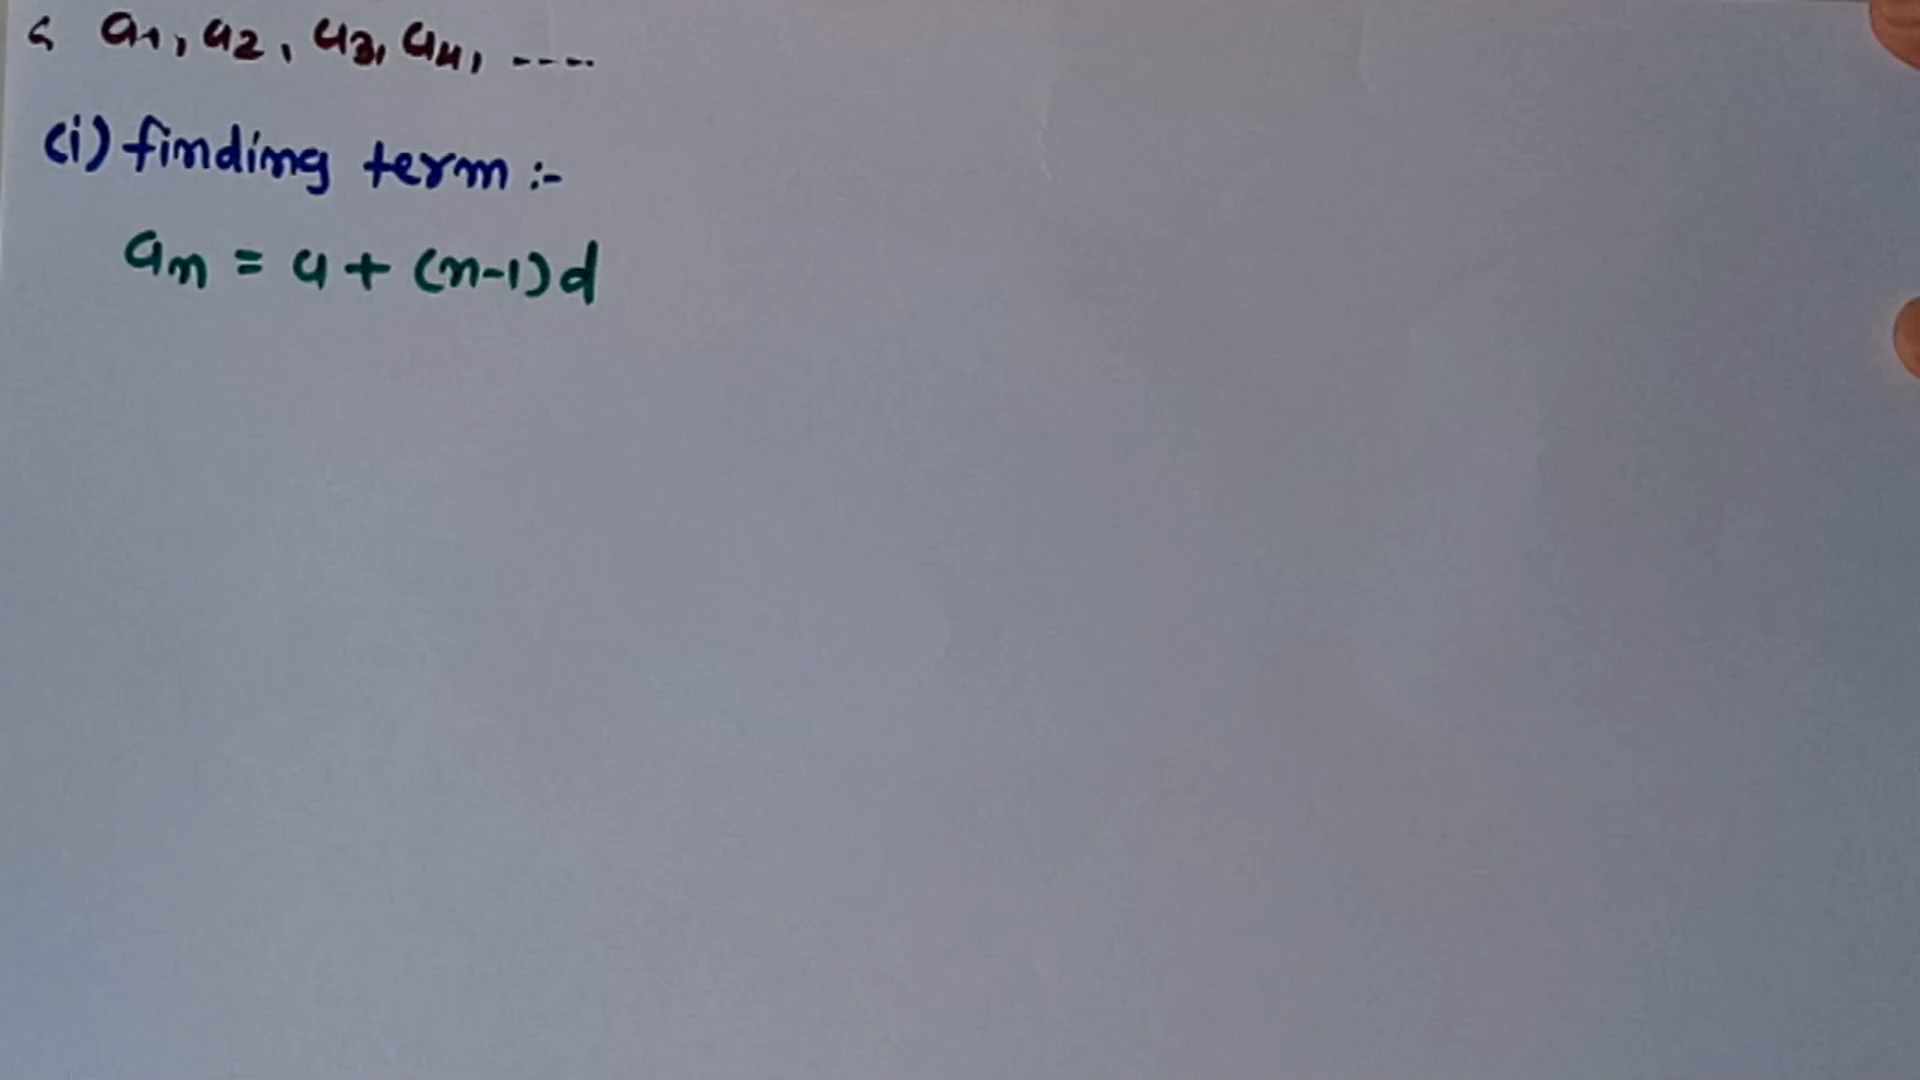 a1, a2, a3, a4, ----
(i) finding term :-
an = a + (n-1)d